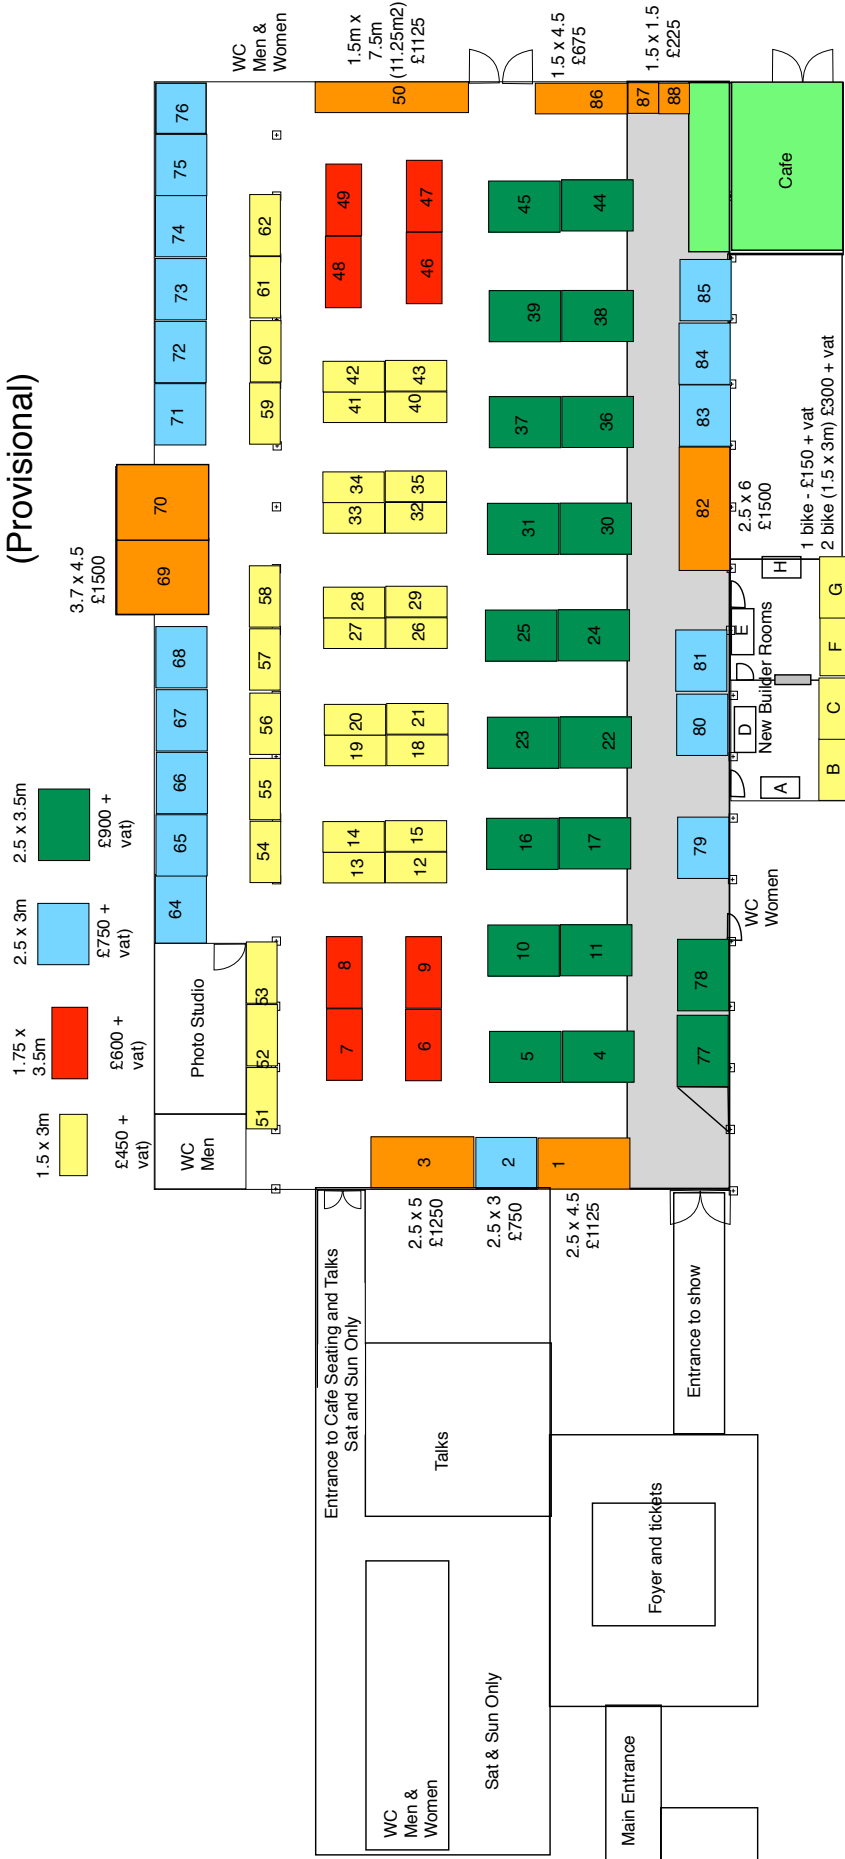 (Provisional)
1.5 x 3m
£450 +
vat)
1.75 x
3.5m
£600 +
vat)
2.5 x 3m
£750 +
vat)
2.5 x 3.5m
£900 +
vat)
3.7 x 4.5
£1500
WC
Men &
Women
1.5m x
7.5m
(11.25m2)
£1125
1.5 x 4.5
£675
1.5 x 1.5
£225
WC
Men
Photo Studio
64
65
66
67
68
69
70
71
72
73
74
75
76
51
52
53
54
55
56
57
58
59
60
61
62
7
8
13
14
19
20
27
28
33
34
41
42
48
49
50
6
9
12
15
18
21
26
29
32
35
40
43
46
47
3
2
1
2.5 x 5
£1250
2.5 x 3
£750
2.5 x 4.5
£1125
5
10
16
23
25
31
37
39
45
4
11
17
22
24
30
36
38
44
86
87
88
77
78
79
80
81
82
83
84
85
2.5 x 6
£1500
Cafe
WC
Women
New Builder Rooms
A
D
E
H
B
C
F
G
1 bike - £150 + vat
2 bike (1.5 x 3m) £300 + vat
Entrance to Cafe Seating and Talks
Sat and Sun Only
Talks
WC
Men &
Women
Sat & Sun Only
Entrance to show
Foyer and tickets
Main Entrance